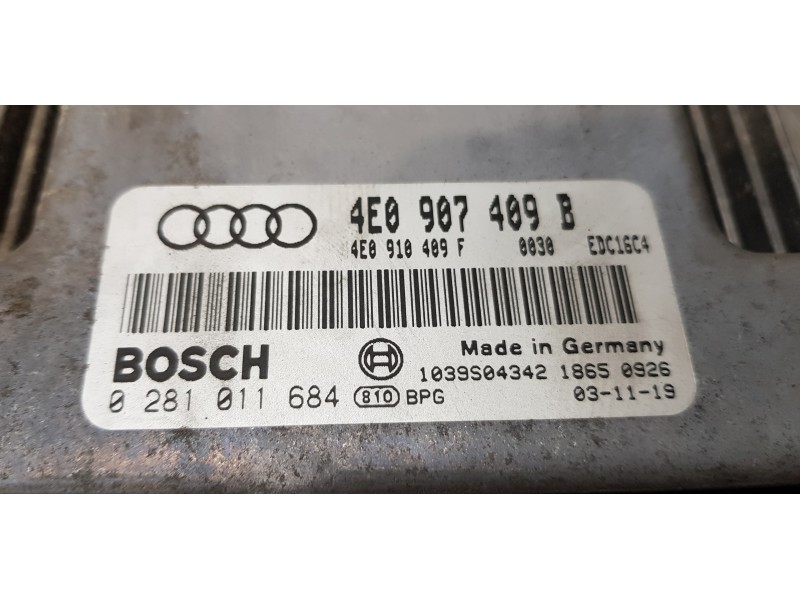 4E0 907 409 B
4E0 910 409 F 0030 EDC16C4
BOSCH Made in Germany
1039S04342 1865 0926
0 281 011 684 810 BPG 03-11-19